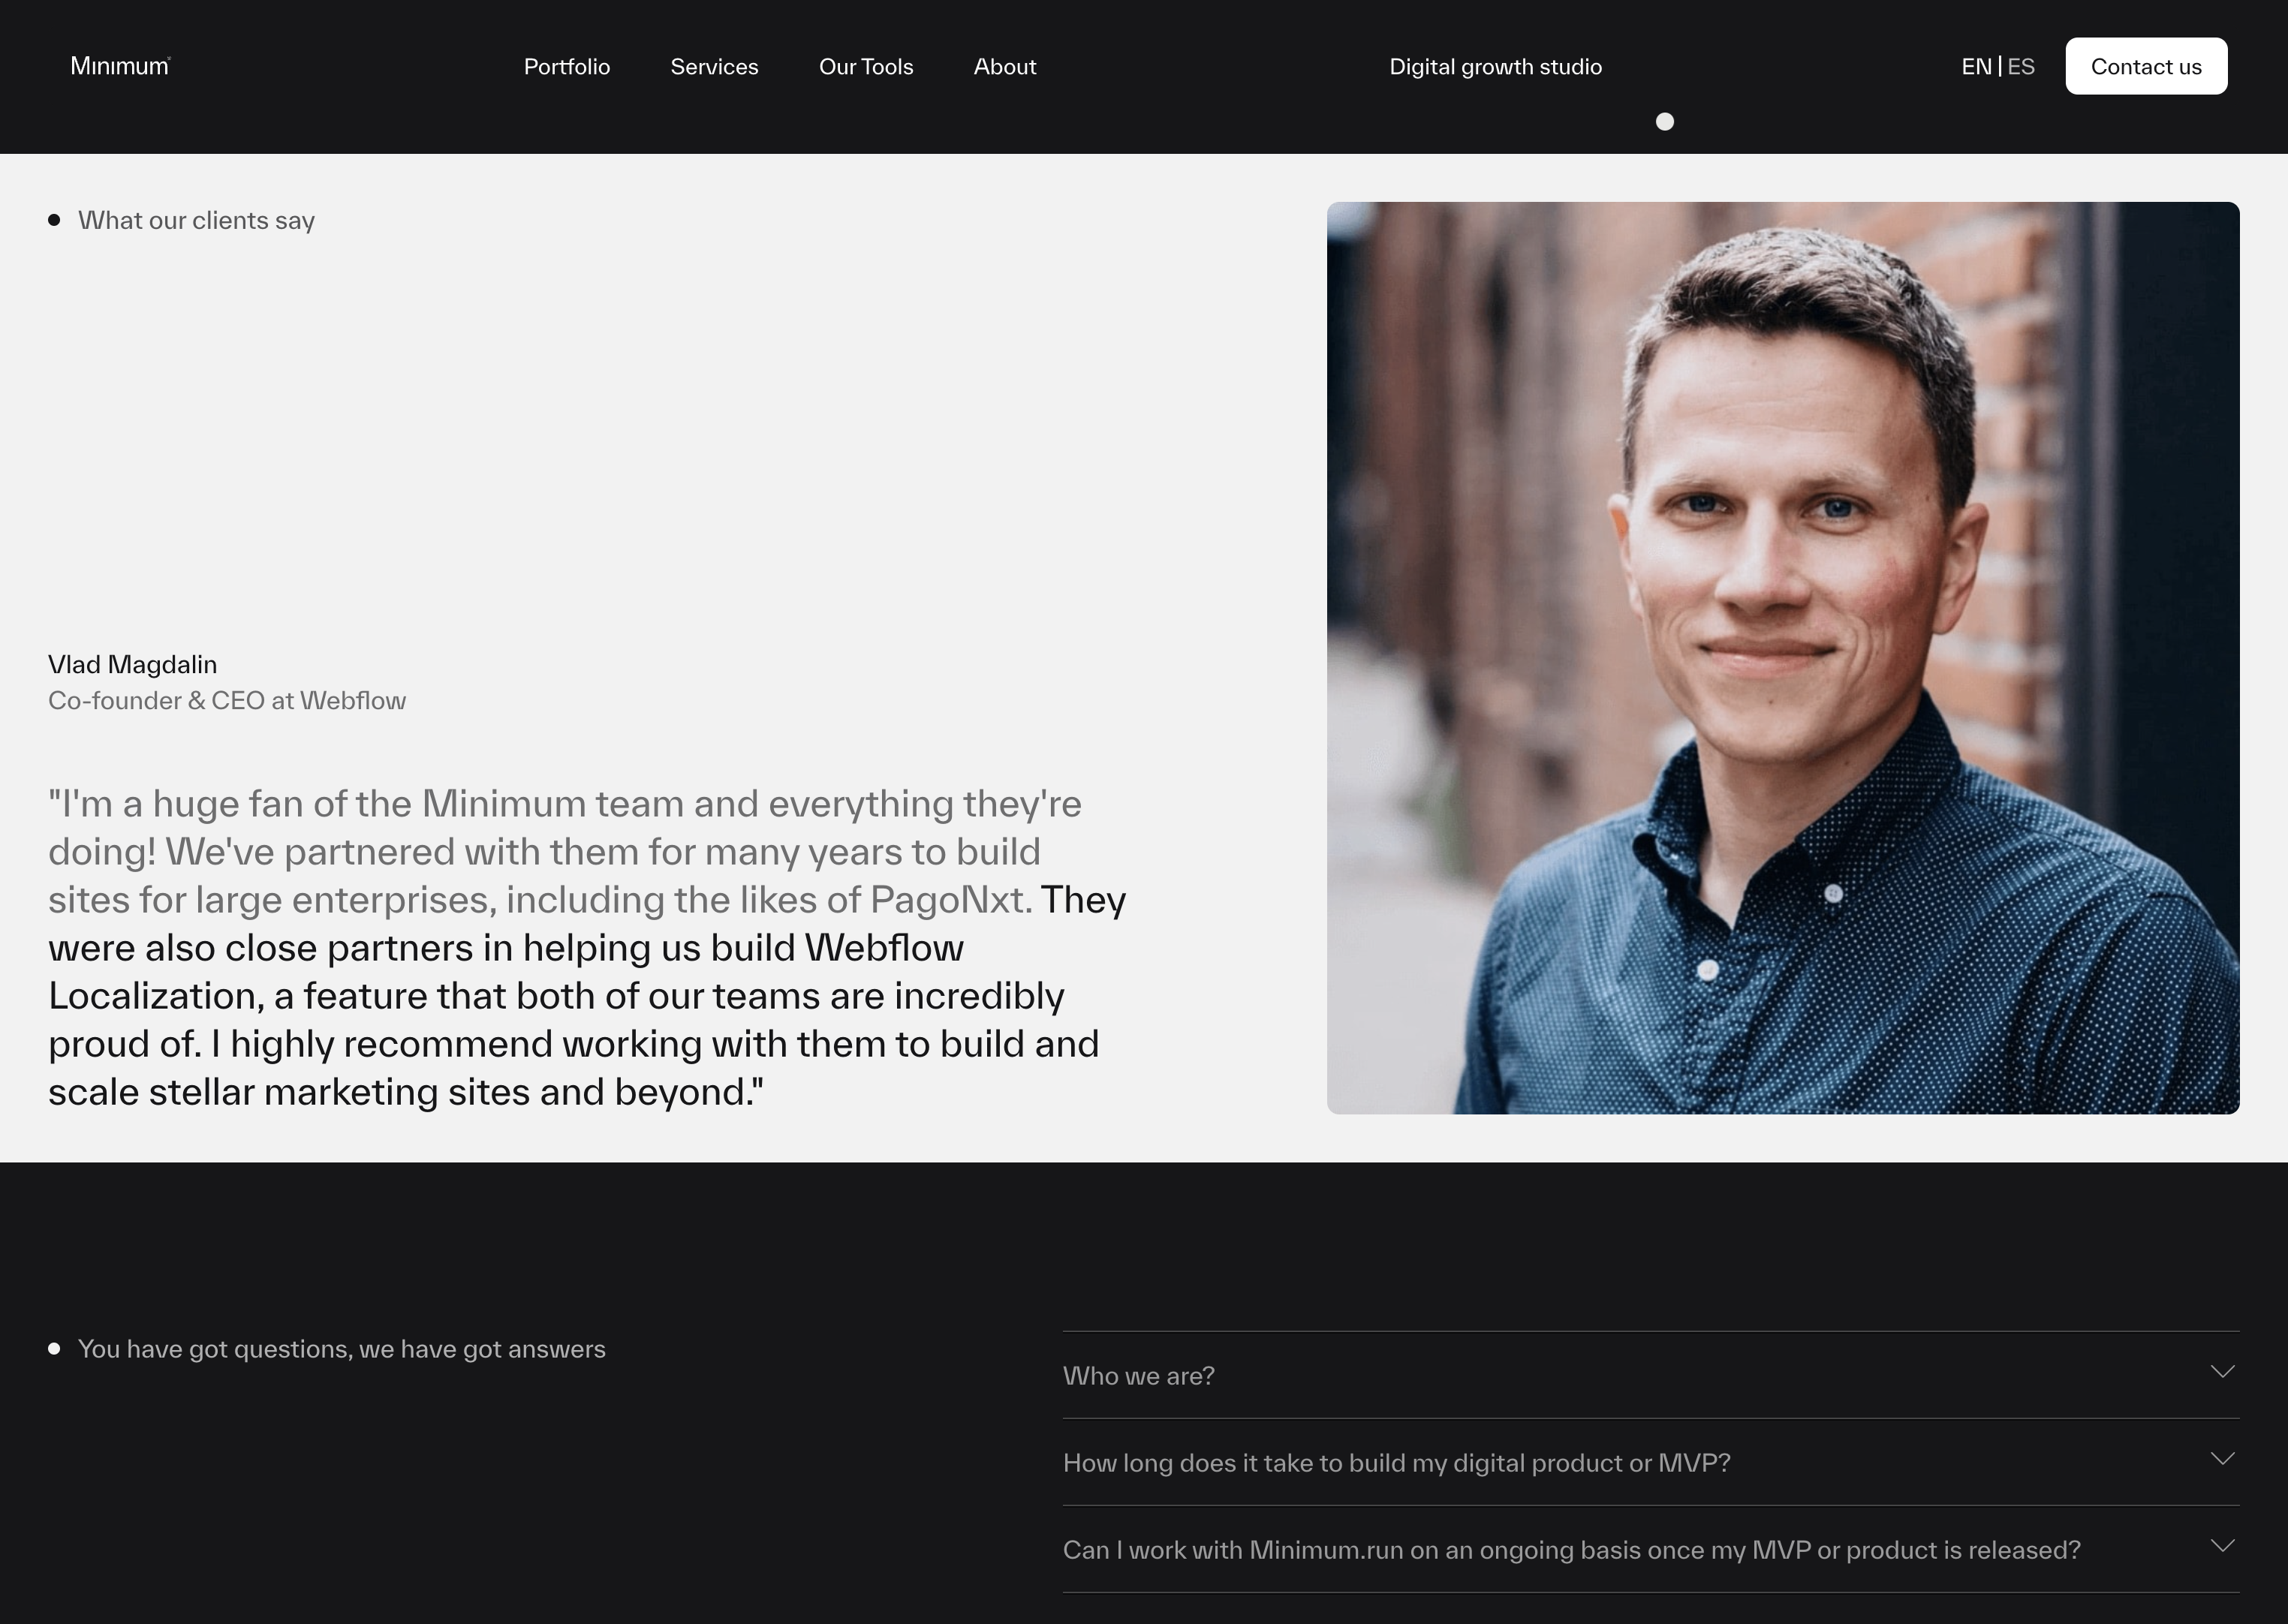 Minimum
Portfolio
Services
Our Tools
About
Digital growth studio
EN | ES
Contact us
What our clients say
Vlad Magdalin
Co-founder & CEO at Webflow
"I'm a huge fan of the Minimum team and everything they're
doing! We've partnered with them for many years to build
sites for large enterprises, including the likes of PagoNxt. They
were also close partners in helping us build Webflow
Localization, a feature that both of our teams are incredibly
proud of. I highly recommend working with them to build and
scale stellar marketing sites and beyond."
You have got questions, we have got answers
Who we are?
How long does it take to build my digital product or MVP?
Can I work with Minimum.run on an ongoing basis once my MVP or product is released?